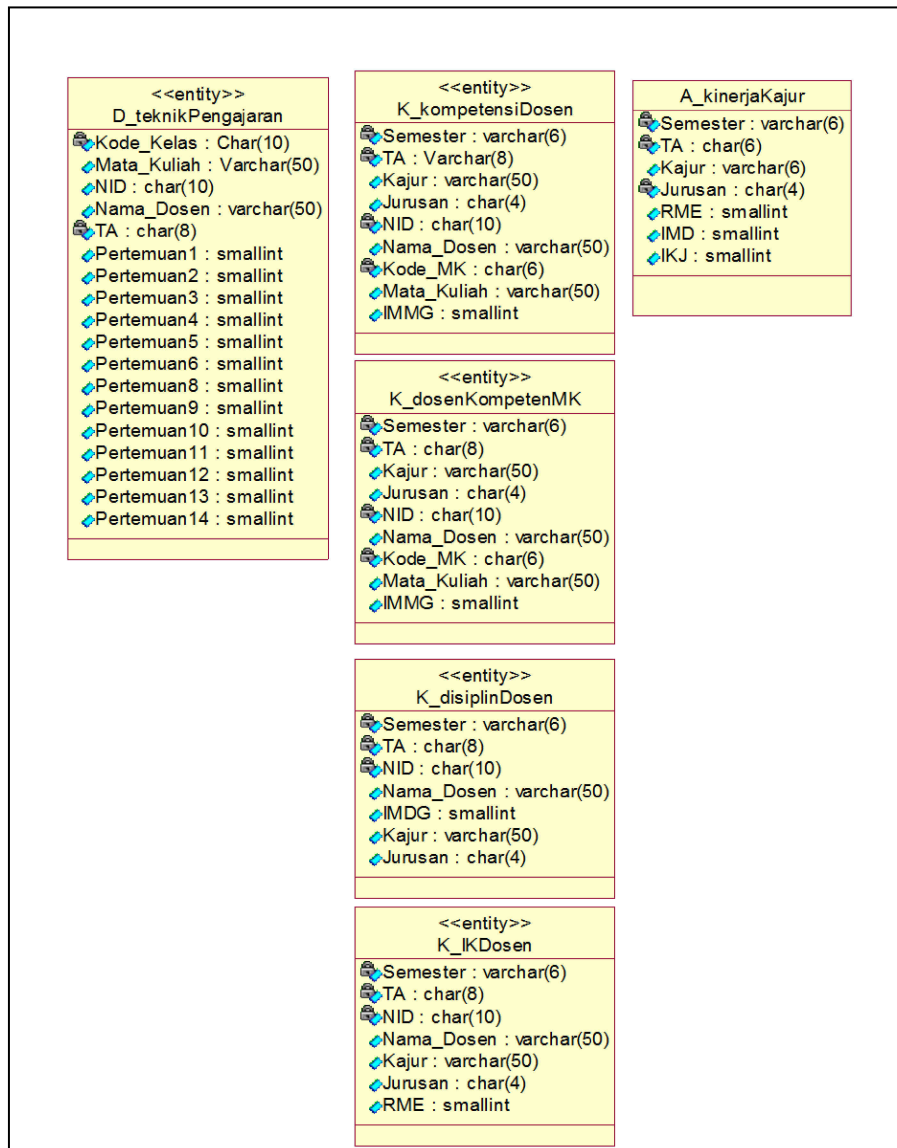 <<entity>>
D_teknikPengajaran
Kode_Kelas : Char(10)
Mata_Kuliah : Varchar(50)
NID : char(10)
Nama_Dosen : varchar(50)
TA : char(8)
Pertemuan1 : smallint
Pertemuan2 : smallint
Pertemuan3 : smallint
Pertemuan4 : smallint
Pertemuan5 : smallint
Pertemuan6 : smallint
Pertemuan8 : smallint
Pertemuan9 : smallint
Pertemuan10 : smallint
Pertemuan11 : smallint
Pertemuan12 : smallint
Pertemuan13 : smallint
Pertemuan14 : smallint
<<entity>>
K_kompetensiDosen
Semester : varchar(6)
TA : Varchar(8)
Kajur : varchar(50)
Jurusan : char(4)
NID : char(10)
Nama_Dosen : varchar(50)
Kode_MK : char(6)
Mata_Kuliah : varchar(50)
IMMG : smallint
<<entity>>
K_dosenKompetenMK
Semester : varchar(6)
TA : char(8)
Kajur : varchar(50)
Jurusan : char(4)
NID : char(10)
Nama_Dosen : varchar(50)
Kode_MK : char(6)
Mata_Kuliah : varchar(50)
IMMG : smallint
<<entity>>
K_disiplinDosen
Semester : varchar(6)
TA : char(8)
NID : char(10)
Nama_Dosen : varchar(50)
IMDG : smallint
Kajur : varchar(50)
Jurusan : char(4)
<<entity>>
K_IKDosen
Semester : varchar(6)
TA : char(8)
NID : char(10)
Nama_Dosen : varchar(50)
Kajur : varchar(50)
Jurusan : char(4)
RME : smallint
A_kinerjaKajur
Semester : varchar(6)
TA : char(6)
Kajur : varchar(6)
Jurusan : char(4)
RME : smallint
IMD : smallint
IKJ : smallint